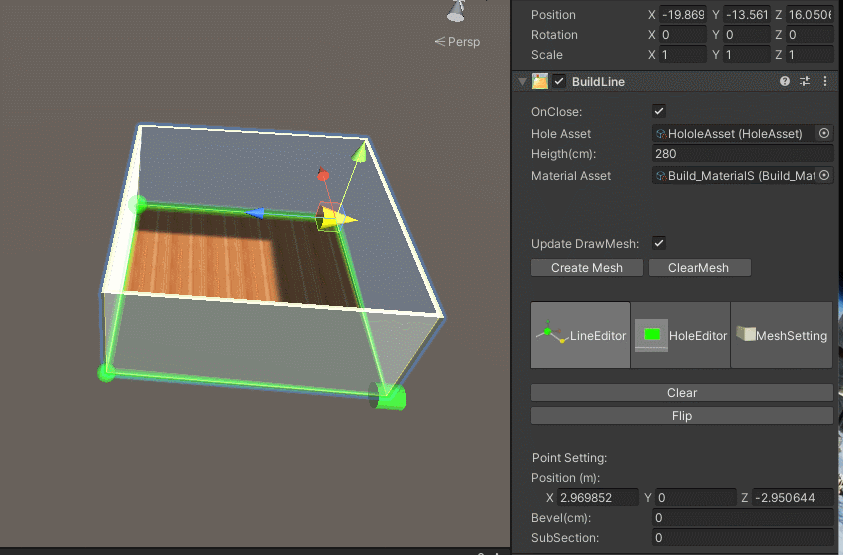 Position X -19.869 Y -13.561 Z 16.0506
Rotation X 0 Y 0 Z 0
Scale X 1 Y 1 Z 1
< Persp
BuildLine
OnClose:
Hole Asset HololeAsset (HoleAsset)
Heigth(cm): 280
Material Asset Build_MaterialS (Build_Mat
Update DrawMesh:
Create Mesh ClearMesh
LineEditor HoleEditor MeshSetting
Clear
Flip
Point Setting:
Position (m):
X 2.969852 Y 0 Z -2.950644
Bevel(cm): 0
SubSection: 0